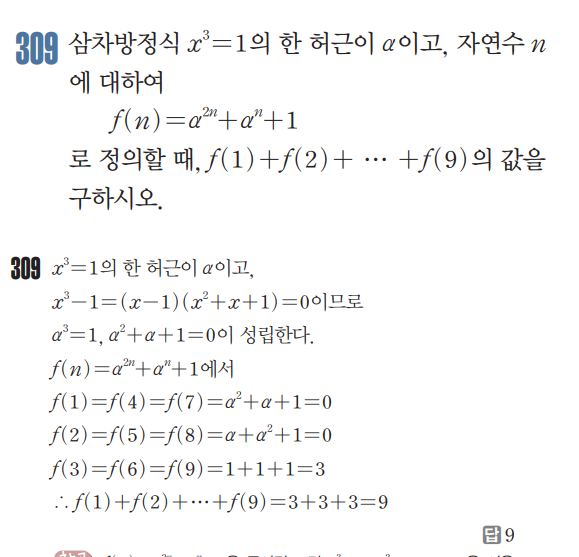 309 삼차방정식 x³=1의 한 허근이 α이고, 자연수 n
에 대하여
f(n)=α²ⁿ+αⁿ+1
로 정의할 때, f(1)+f(2)+ ⋯ +f(9)의 값을
구하시오.
309 x³=1의 한 허근이 α이고,
x³-1=(x-1)(x²+x+1)=0이므로
α³=1, α²+α+1=0이 성립한다.
f(n)=α²ⁿ+αⁿ+1에서
f(1)=f(4)=f(7)=α²+α+1=0
f(2)=f(5)=f(8)=α+α²+1=0
f(3)=f(6)=f(9)=1+1+1=3
∴ f(1)+f(2)+⋯+f(9)=3+3+3=9
답 9